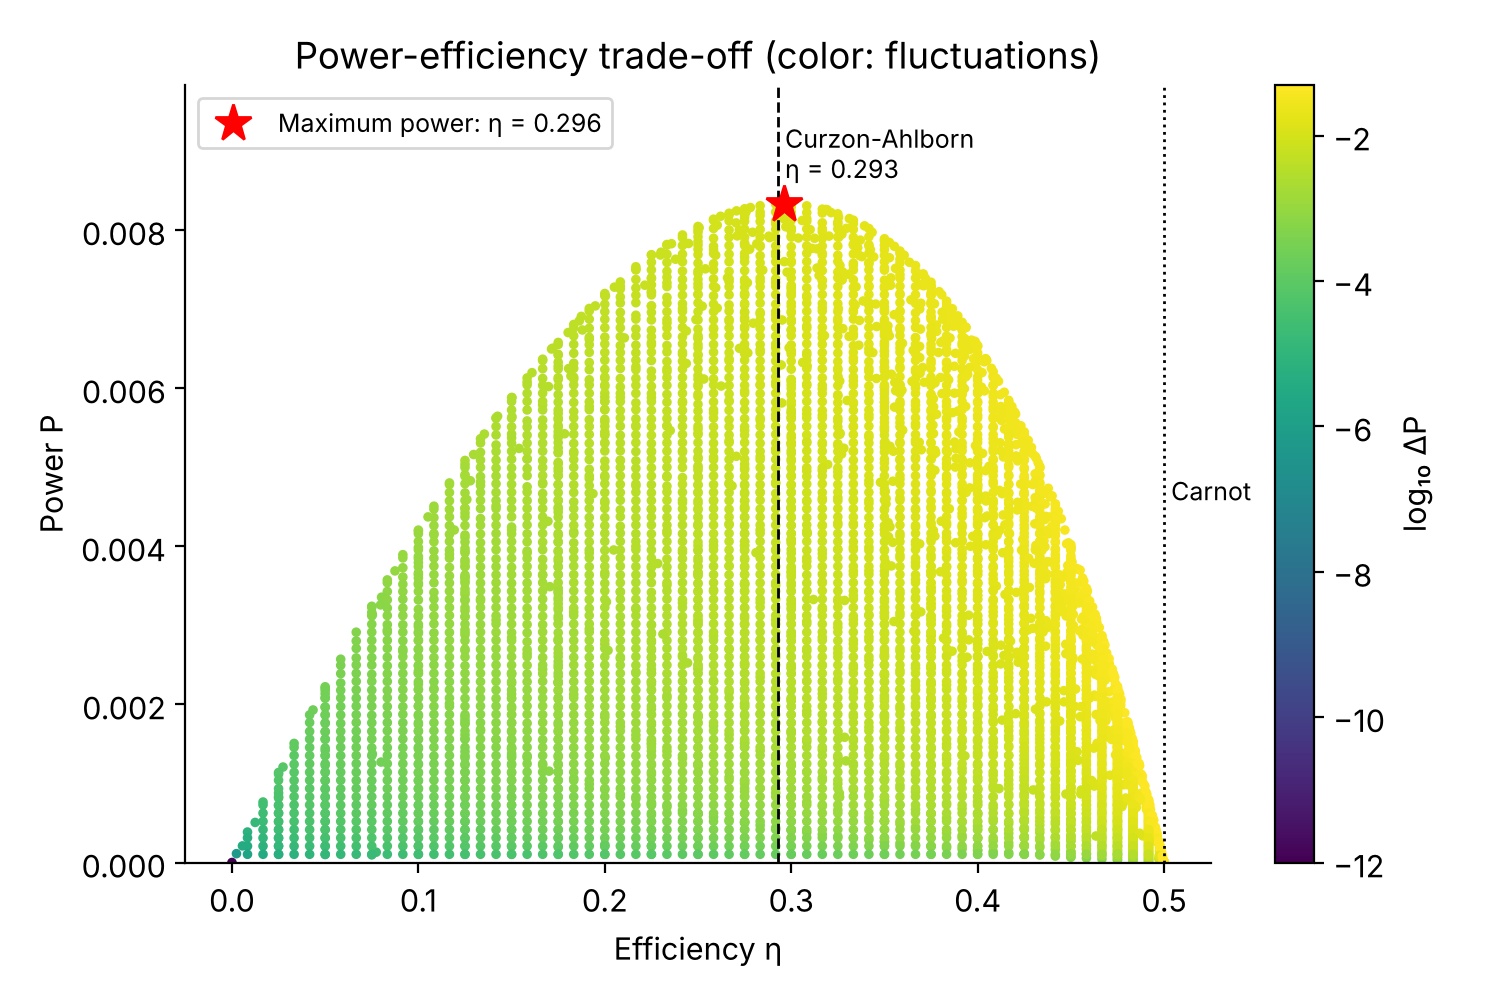 Power-efficiency trade-off (color: fluctuations)
Maximum power: η = 0.296
Curzon-Ahlborn
η = 0.293
Carnot
0.008
0.006
0.004
0.002
0.000
Power P
0.0 0.1 0.2 0.3 0.4 0.5
Efficiency η
−2
−4
−6
−8
−10
−12
log₁₀ ΔP